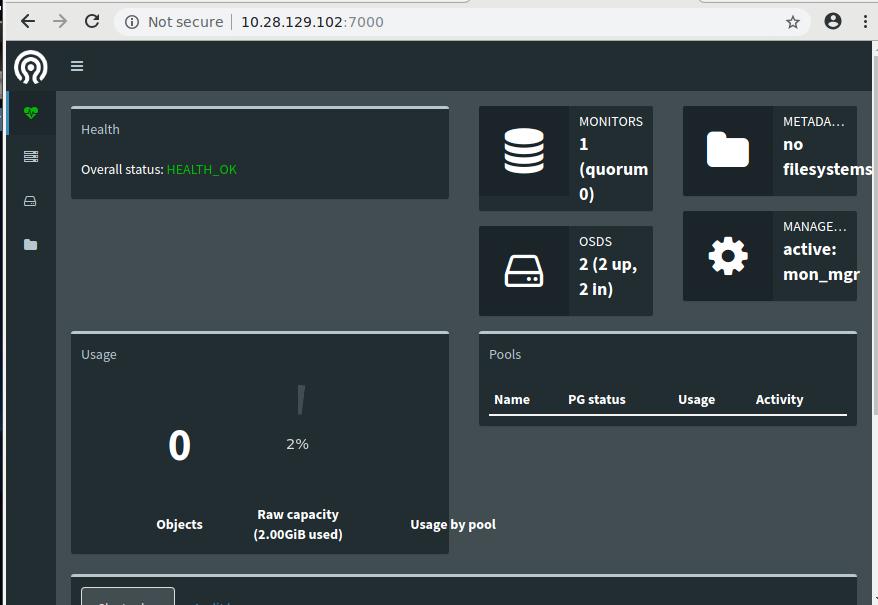 Not secure | 10.28.129.102:7000
Health
Overall status: HEALTH_OK
MONITORS
1
(quorum
0)
METADA...
no
filesystems
OSDS
2 (2 up,
2 in)
MANAGE...
active:
mon_mgr
Usage
0
2%
Objects
Raw capacity
(2.00GiB used)
Usage by pool
Pools
Name PG status Usage Activity